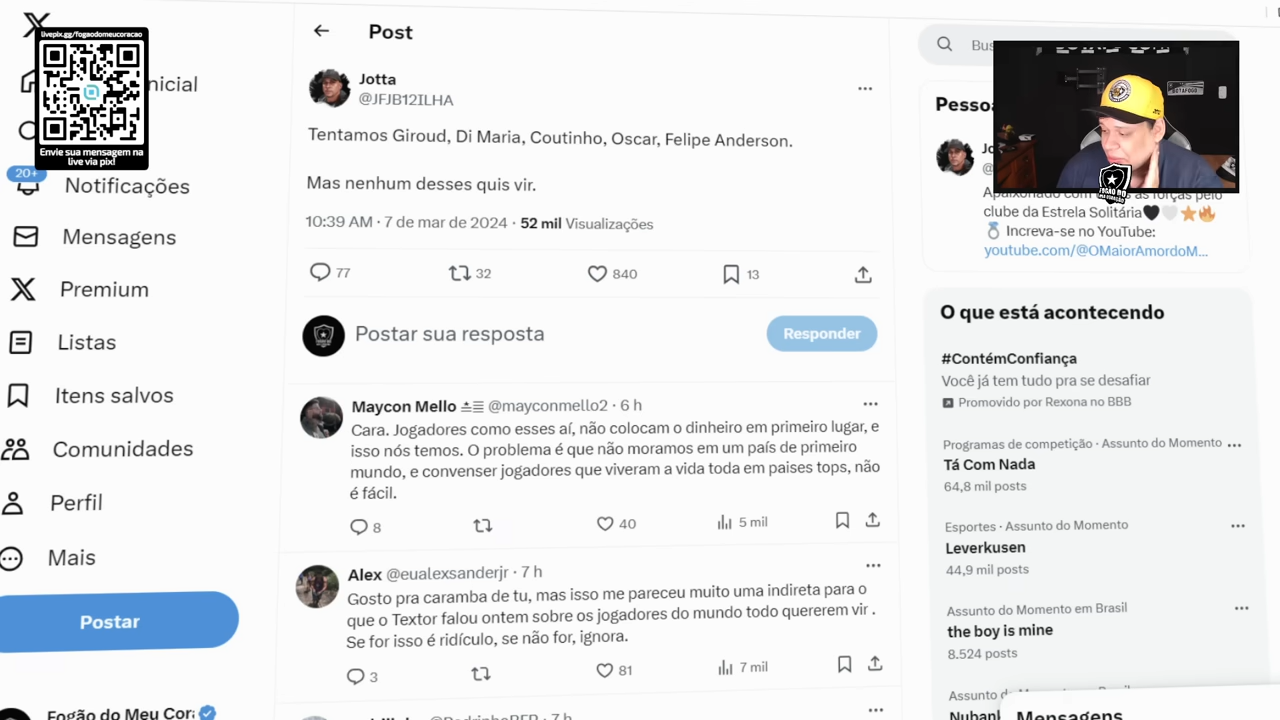 livepix.gg/fogaodomeucoracao
Envie sua mensagem na
live via pix!
nicial
20+
Notificações
Mensagens
Premium
Listas
Itens salvos
Comunidades
Perfil
Mais
Postar
Fogão do Meu Cor
Post
Jotta
@JFJB12ILHA
Tentamos Giroud, Di Maria, Coutinho, Oscar, Felipe Anderson.
Mas nenhum desses quis vir.
10:39 AM · 7 de mar de 2024 · 52 mil Visualizações
77 32 840 13
Postar sua resposta
Responder
Maycon Mello @mayconmello2 · 6 h
Cara. Jogadores como esses aí, não colocam o dinheiro em primeiro lugar, e
isso nós temos. O problema é que não moramos em um país de primeiro
mundo, e convenser jogadores que viveram a vida toda em paises tops, não
é fácil.
8 40 5 mil
Alex @eualexsanderjr · 7 h
Gosto pra caramba de tu, mas isso me pareceu muito uma indireta para o
que o Textor falou ontem sobre os jogadores do mundo todo quererem vir .
Se for isso é ridículo, se não for, ignora.
3 81 7 mil
Bus
Pesso
Jo
@
Apaixonado com as forças pelo
clube da Estrela Solitária
Increva-se no YouTube:
youtube.com/@OMaiorAmordoM...
O que está acontecendo
#ContémConfiança
Você já tem tudo pra se desafiar
Promovido por Rexona no BBB
Programas de competição · Assunto do Momento
Tá Com Nada
64,8 mil posts
Esportes · Assunto do Momento
Leverkusen
44,9 mil posts
Assunto do Momento em Brasil
the boy is mine
8.524 posts
Assunto d
Nubank
Mensagens